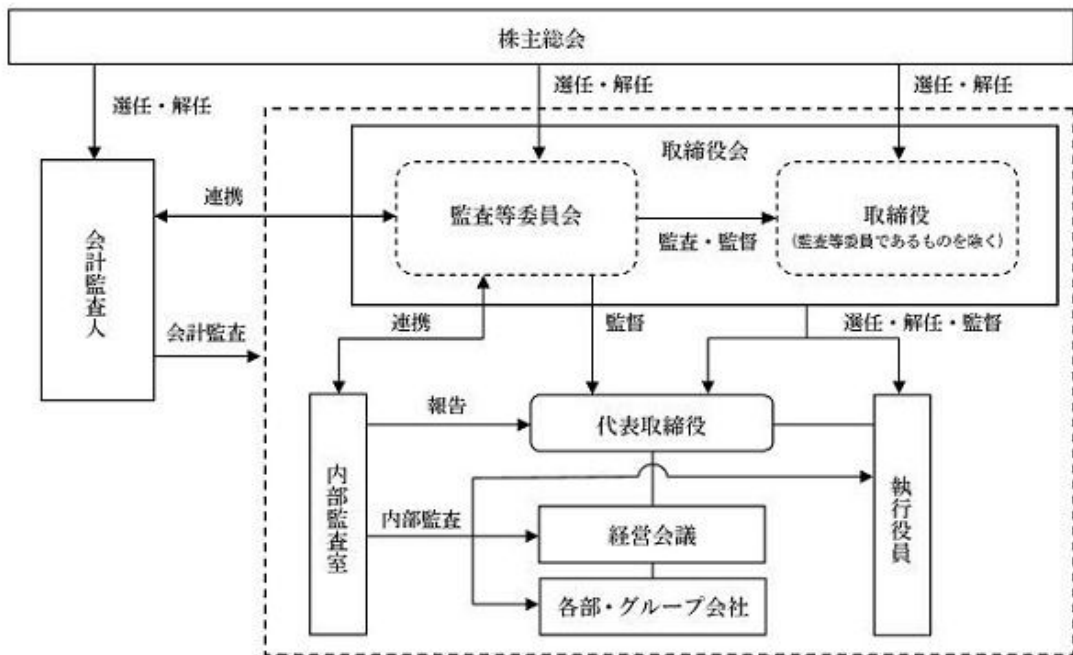 株主総会
選任・解任
選任・解任
選任・解任
取締役会
連携
監査等委員会
監査・監督
取締役
(監査等委員であるものを除く)
会計監査人
会計監査
連携
監督
選任・解任・監督
報告
代表取締役
内部監査室
内部監査
経営会議
執行役員
各部・グループ会社